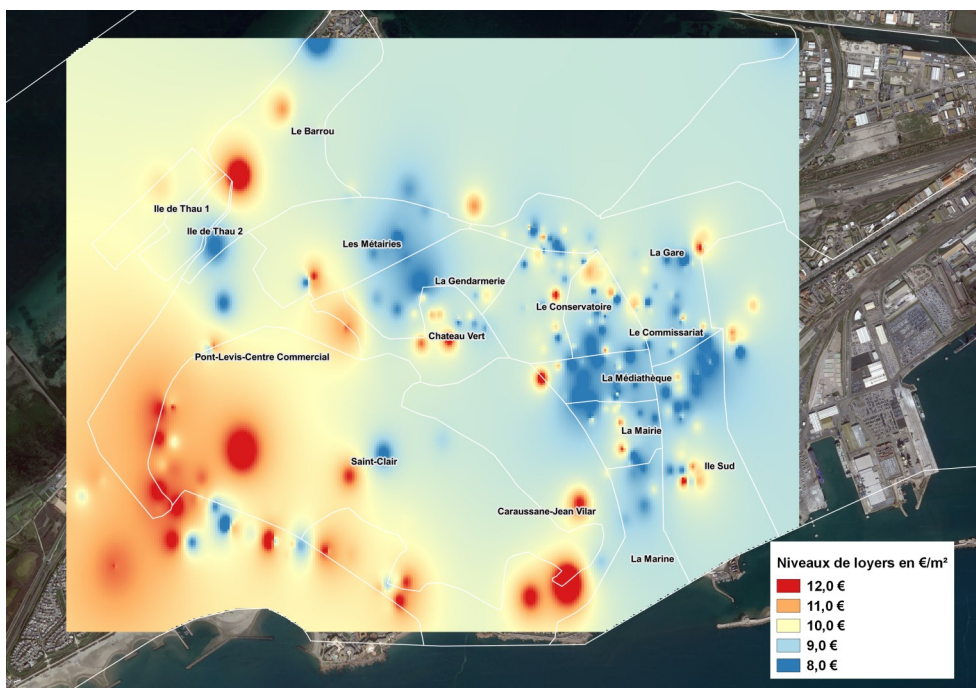 Le Barrou
Ile de Thau 1
Ile de Thau 2
Les Métairies
La Gare
La Gendarmerie
Le Conservatoire
Chateau Vert
Le Commissariat
Pont-Levis-Centre Commercial
La Médiathèque
La Mairie
Saint-Clair
Ile Sud
Caraussane-Jean Vilar
La Marine
Niveaux de loyers en €/m²
12,0 €
11,0 €
10,0 €
9,0 €
8,0 €